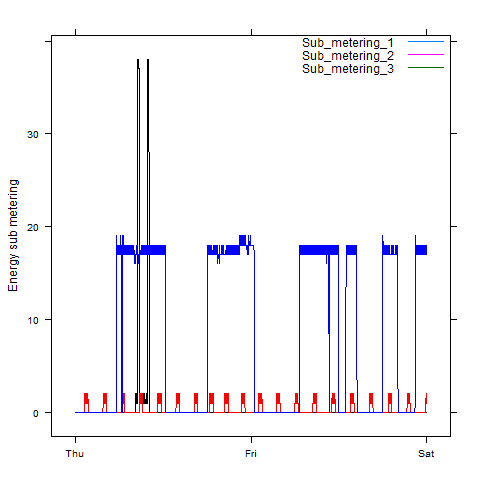 Sub_metering_1
Sub_metering_2
Sub_metering_3
Energy sub metering
30
20
10
0
Thu
Fri
Sat